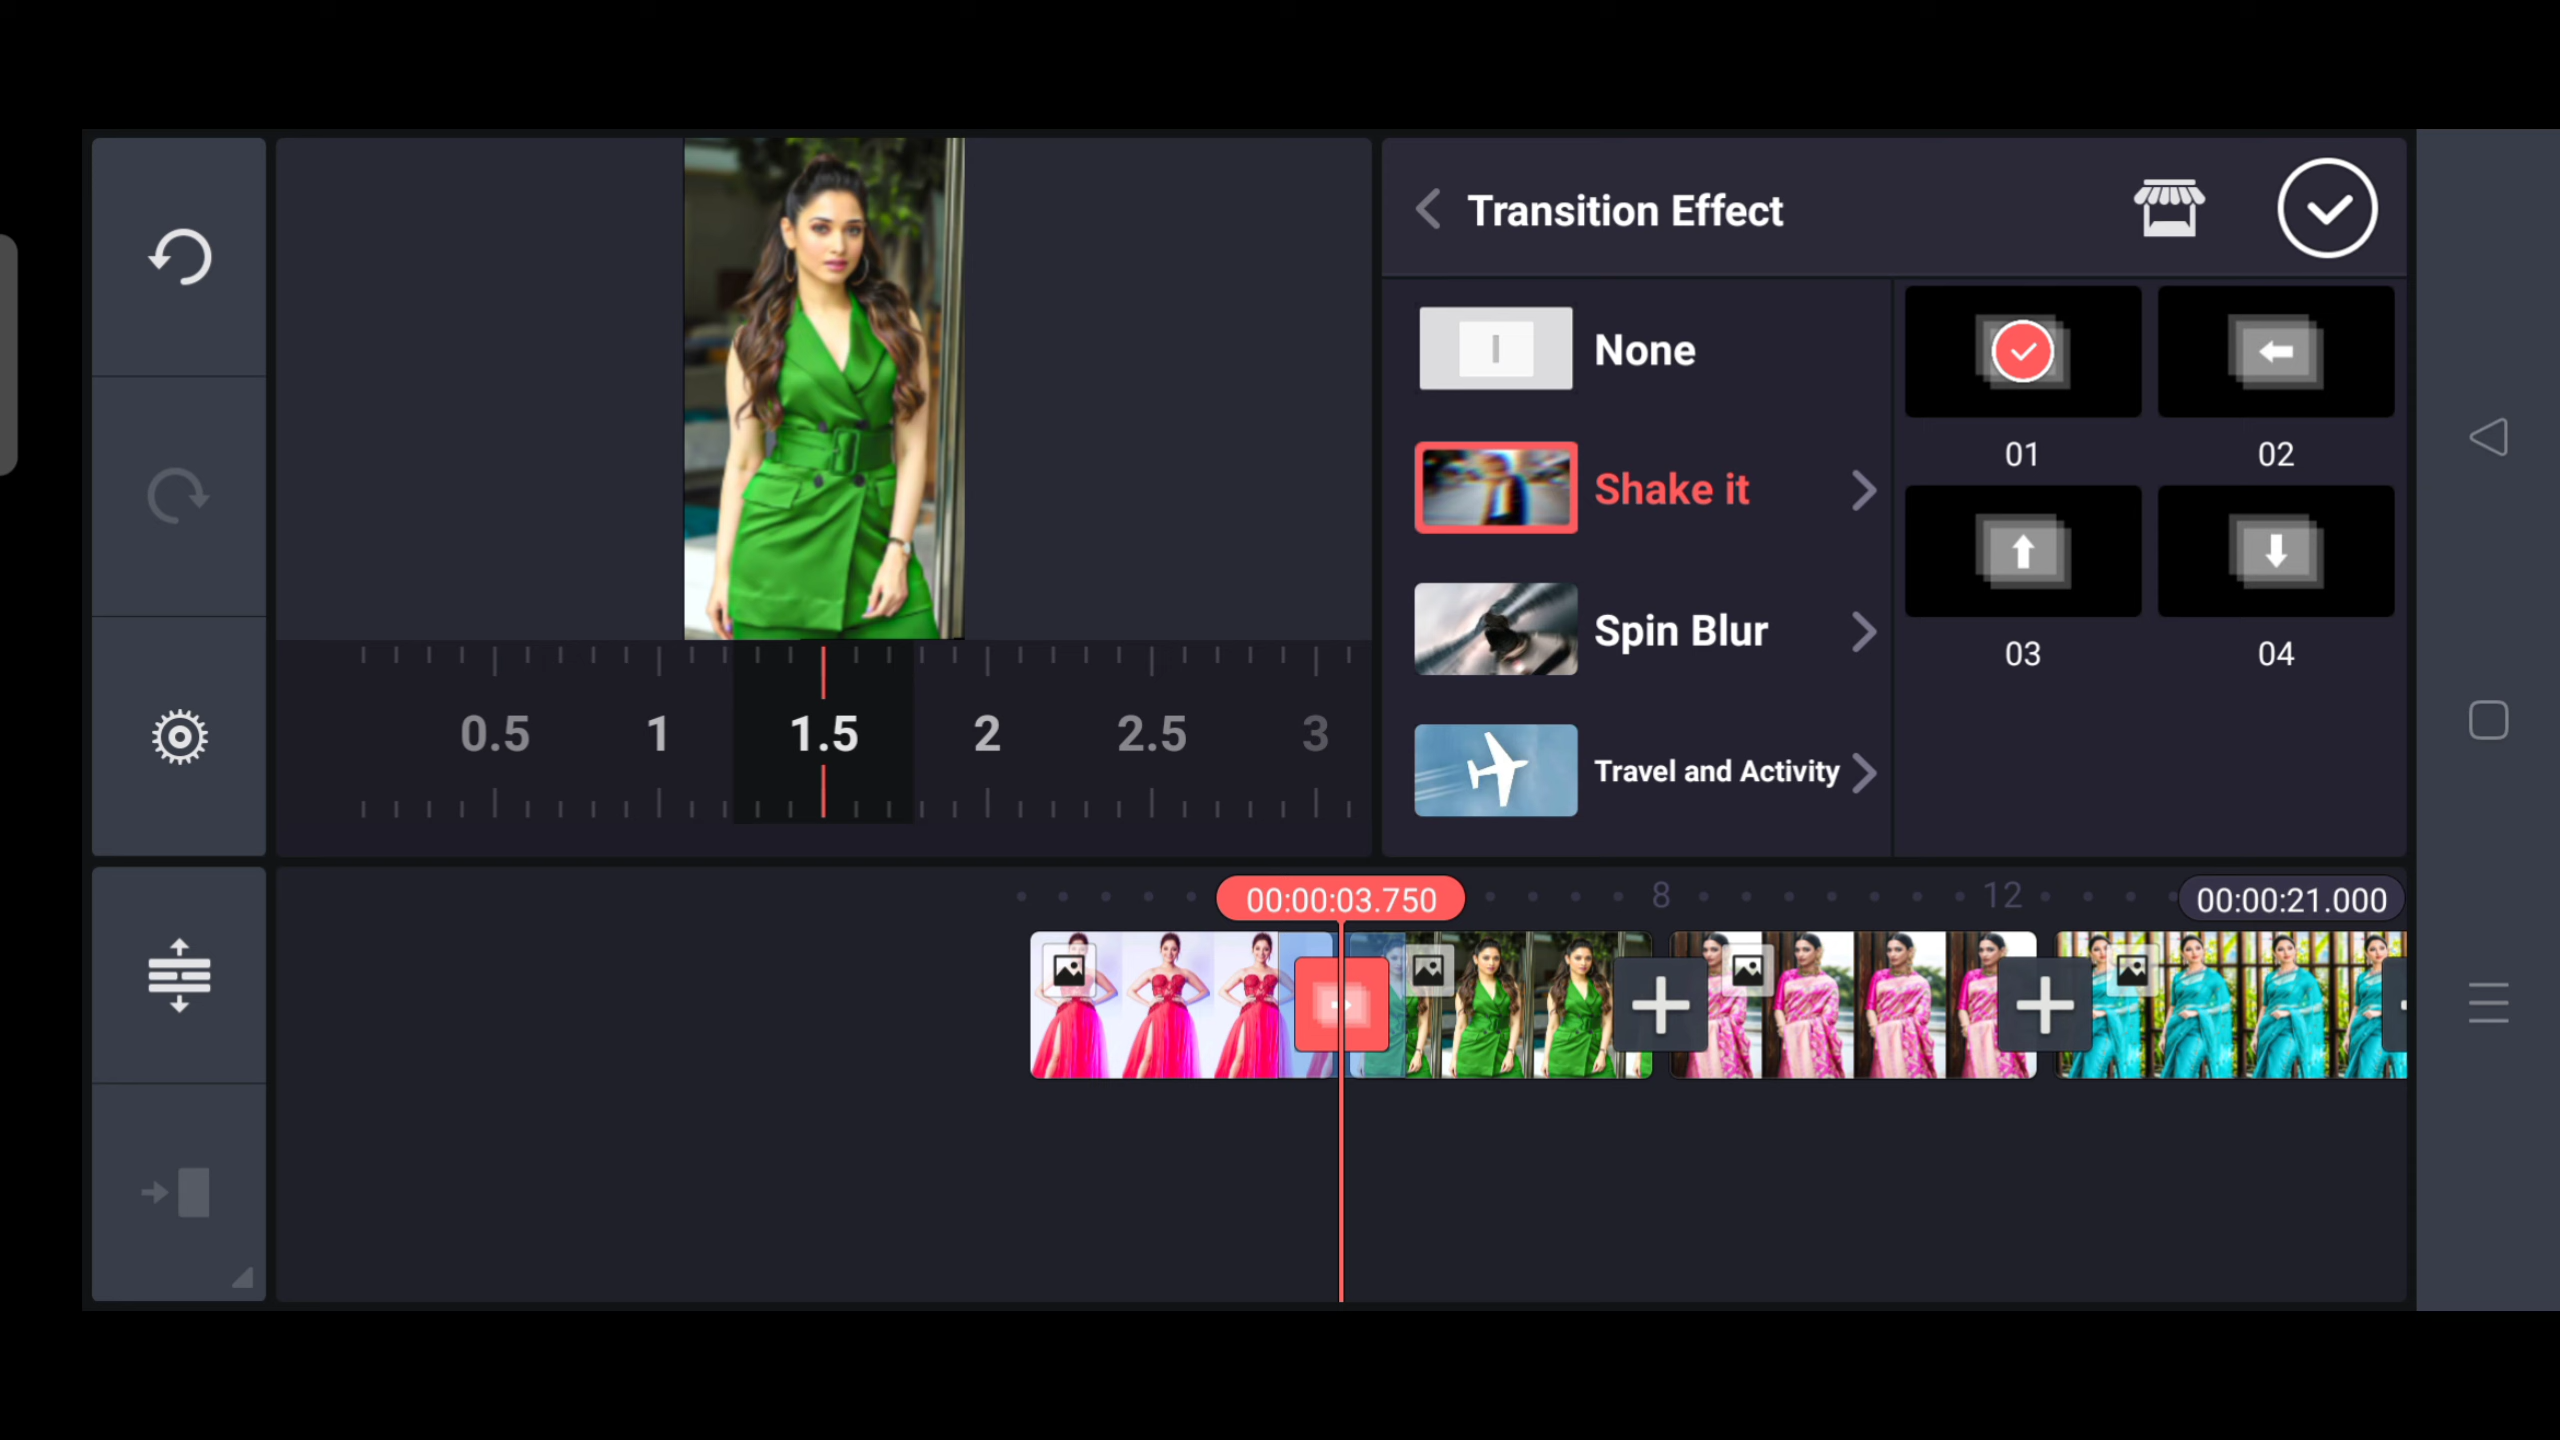 Transition Effect
None
Shake it
Spin Blur
Travel and Activity
01
02
03
04
0.5
1
1.5
2
2.5
3
00:00:03.750
8
12
00:00:21.000